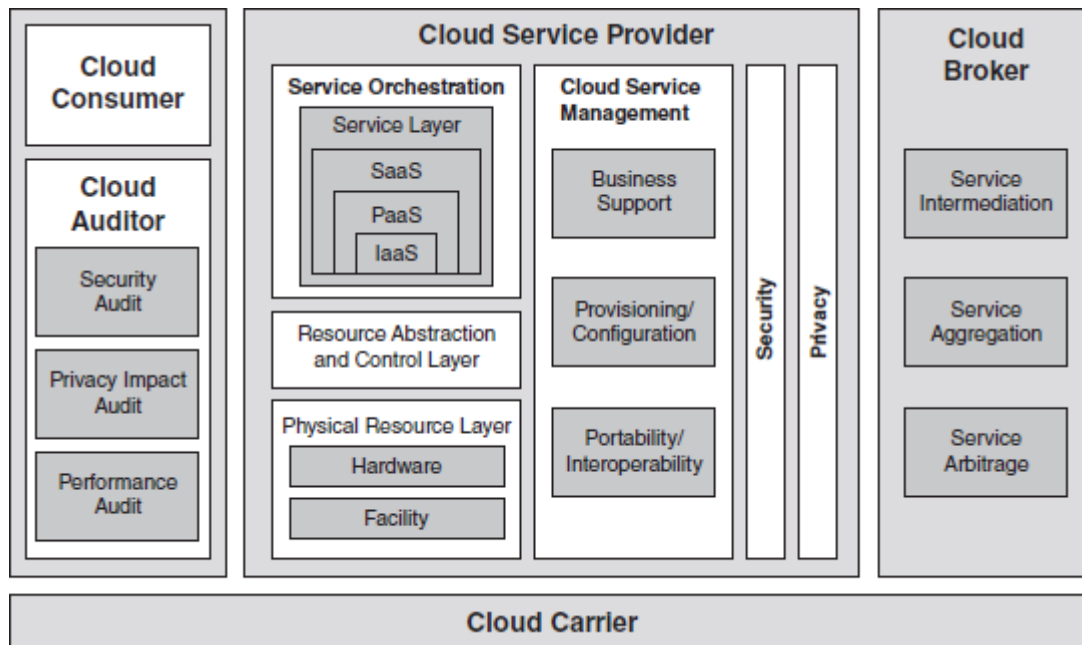 Cloud
Consumer
Cloud
Auditor
Security
Audit
Privacy Impact
Audit
Performance
Audit
Cloud Service Provider
Service Orchestration
Service Layer
SaaS
PaaS
IaaS
Resource Abstraction
and Control Layer
Physical Resource Layer
Hardware
Facility
Cloud Service
Management
Business
Support
Provisioning/
Configuration
Portability/
Interoperability
Security
Privacy
Cloud
Broker
Service
Intermediation
Service
Aggregation
Service
Arbitrage
Cloud Carrier